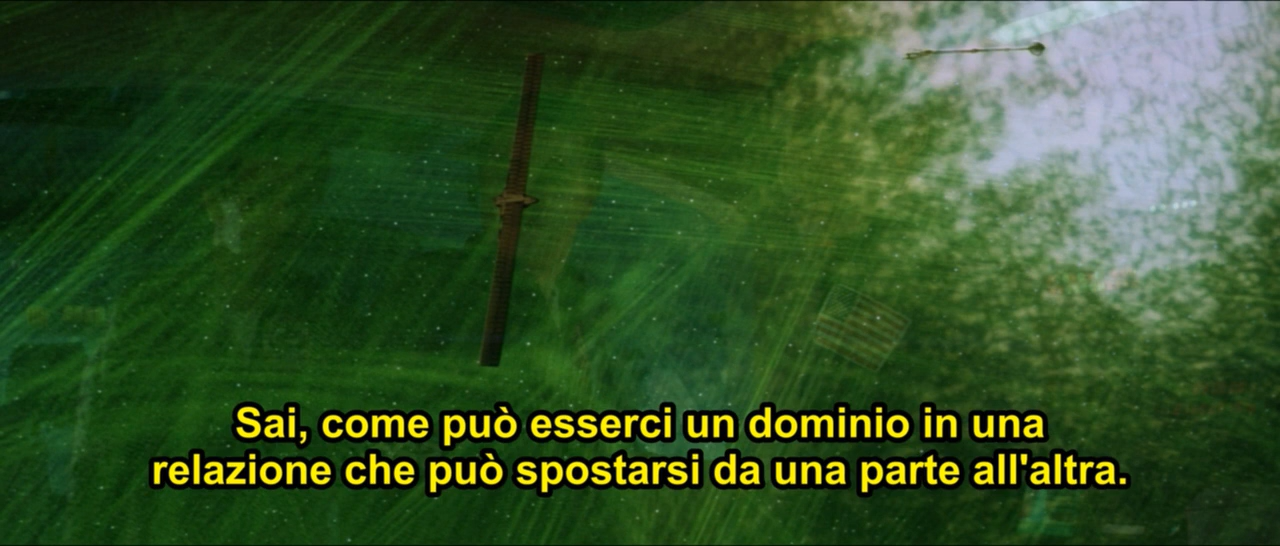 Sai, come può esserci un dominio in una
relazione che può spostarsi da una parte all'altra.